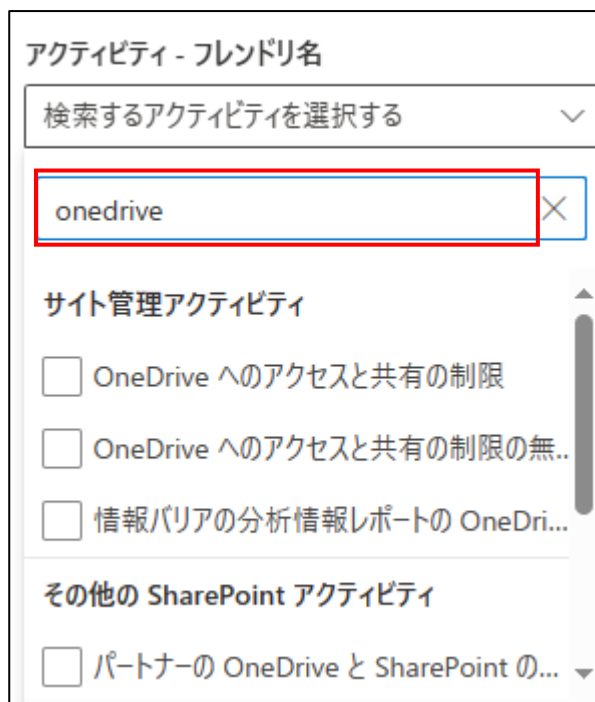 アクティビティ - フレンドリ名
検索するアクティビティを選択する
onedrive
サイト管理アクティビティ
OneDrive へのアクセスと共有の制限
OneDrive へのアクセスと共有の制限の無...
情報バリアの分析情報レポートの OneDri...
その他の SharePoint アクティビティ
パートナーの OneDrive と SharePoint の...